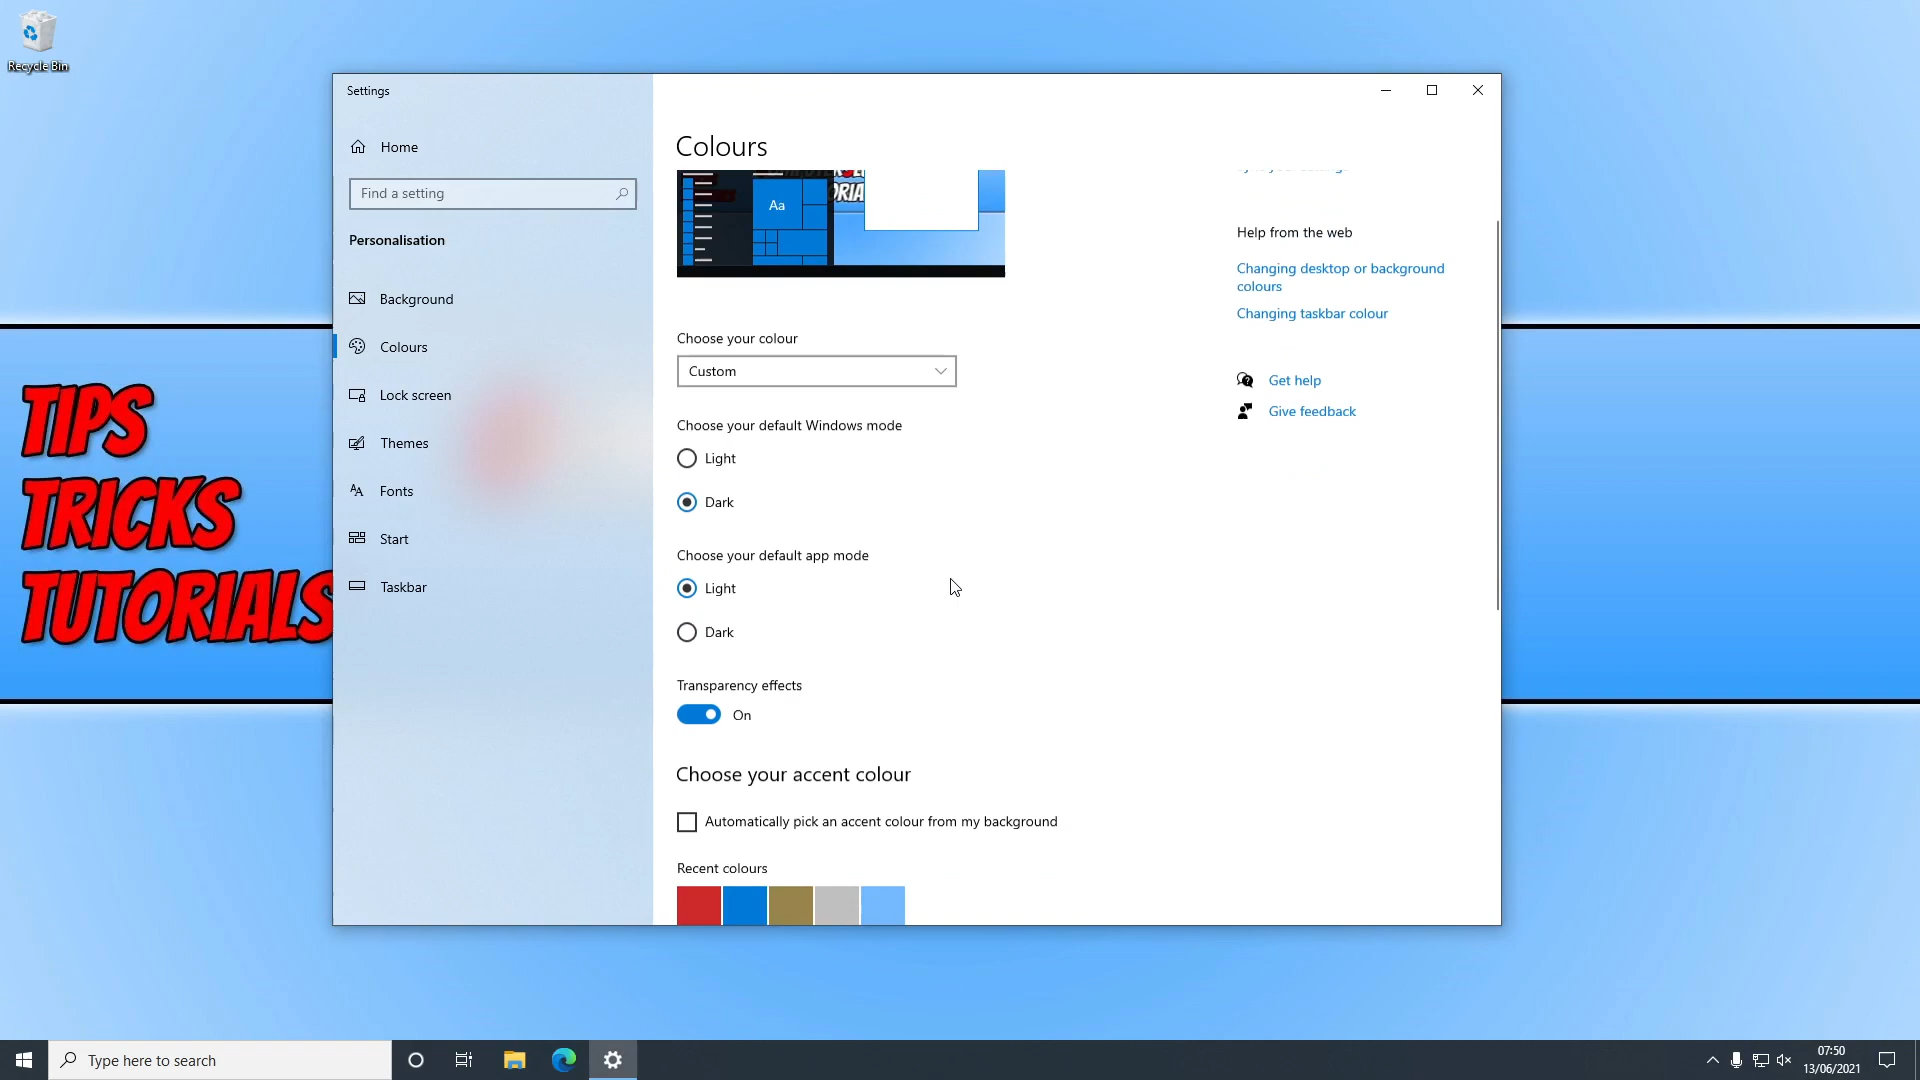 Recycle Bin
Settings
Home
Find a setting
Personalisation
Background
Colours
Lock screen
Themes
Fonts
Start
Taskbar
TIPS
TRICKS
TUTORIALS
Colours
Aa
Choose your colour
Custom
Choose your default Windows mode
Light
Dark
Choose your default app mode
Light
Dark
Transparency effects
On
Choose your accent colour
Automatically pick an accent colour from my background
Recent colours
Help from the web
Changing desktop or background
colours
Changing taskbar colour
Get help
Give feedback
Type here to search
07:50
13/06/2021